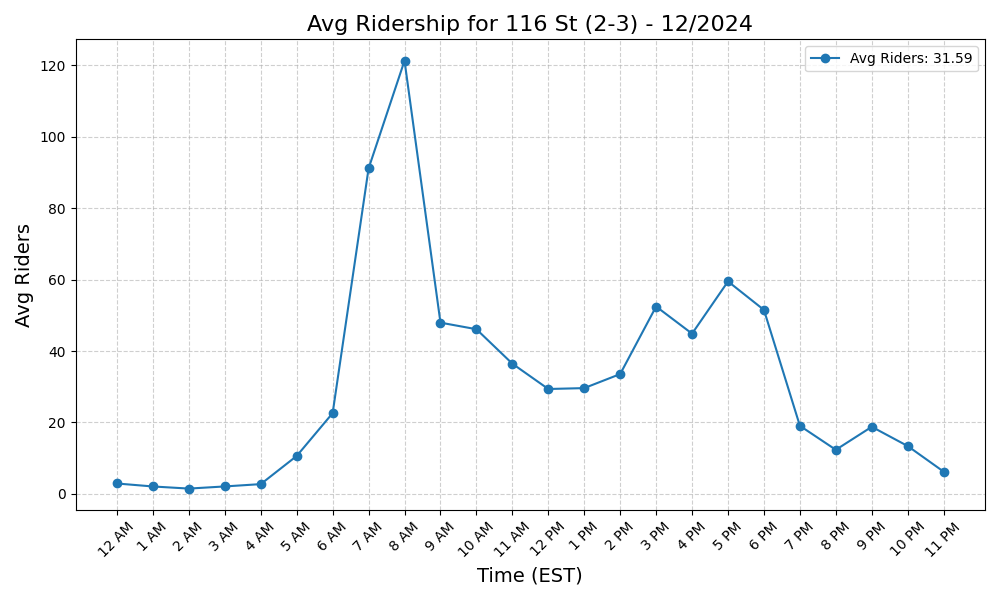 Avg Ridership for 116 St (2-3) - 12/2024
Avg Riders: 31.59
Avg Riders
120
100
80
60
40
20
0
12 AM
1 AM
2 AM
3 AM
4 AM
5 AM
6 AM
7 AM
8 AM
9 AM
10 AM
11 AM
12 PM
1 PM
2 PM
3 PM
4 PM
5 PM
6 PM
7 PM
8 PM
9 PM
10 PM
11 PM
Time (EST)